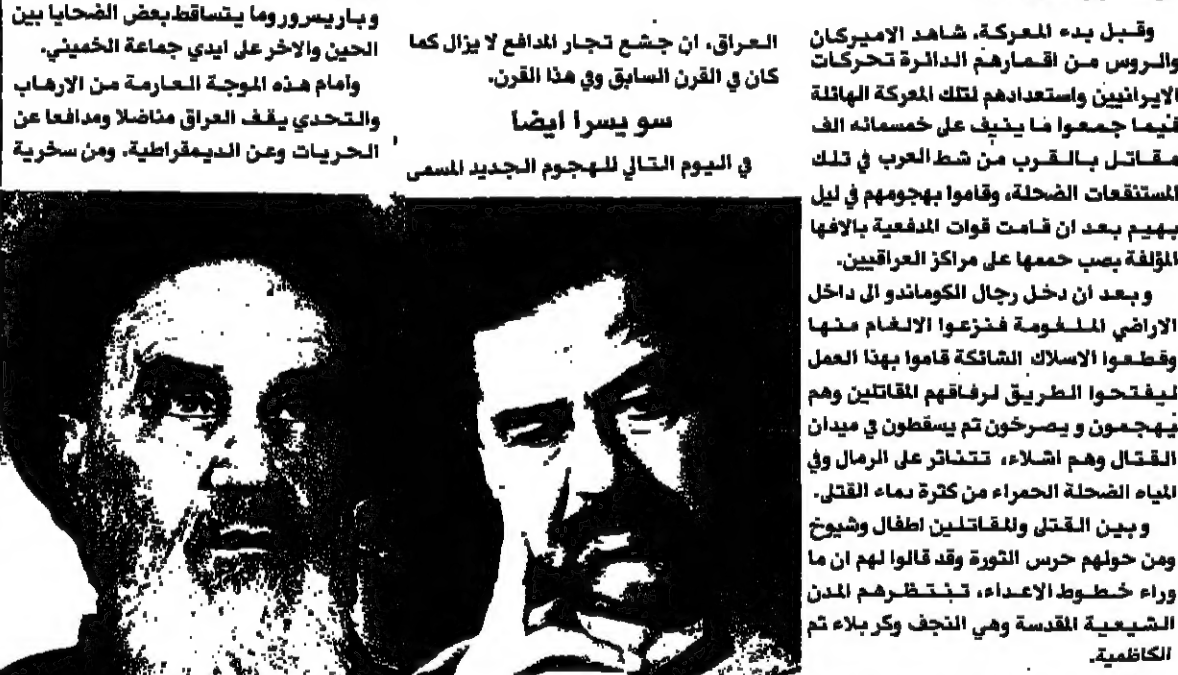 وقبل بدء المعركة، شاهد الاميركان
والروس من اقمارهم الدائرة تحركات
الايرانيين واستعدادهم لتلك المعركة الهائلة
فيما جمعوا ما ينيف على خمسمائه الف
مقاتل بالقرب من شط العرب في تلك
المستنقعات الضحلة، وقاموا بهجومهم في ليل
بهيم بعد ان قامت قوات المدفعية بالافها
المؤلفة بصب حممها على مراكز العراقيين.
وبعد ان دخل رجال الكوماندو الى داخل
الاراضي الملغومة فنزعوا الالغام منها
وقطعوا الاسلاك الشائكة قاموا بهذا العمل
ليفتحوا الطريق لرفاقهم المقاتلين وهم
يهجمون ويصرخون ثم يسقطون في ميدان
القتال وهم اشلاء، تتناثر على الرمال وفي
المياه الضحلة الحمراء من كثرة دماء القتلى.
وبين القتلى والمقاتلين اطفال وشيوخ
ومن حولهم حرس الثورة وقد قالوا لهم ان ما
وراء خطوط الاعداء، تنتظرهم المدن
الشيعية المقدسة وهي النجف وكربلاء ثم
الكاظمية.
العراق، ان جشع تجار المدافع لا يزال كما
كان في القرن السابق وفي هذا القرن.
سويسرا ايضا
في اليوم التالي للهجوم الجديد المسمى
وباريس وروما يتساقط بعض الضحايا بين
الحين والاخر على ايدي جماعة الخميني.
وأمام هذه الموجة العارمة من الارهاب
والتحدي يقف العراق مناضلا ومدافعا عن
الحريات وعن الديمقراطية. ومن سخرية